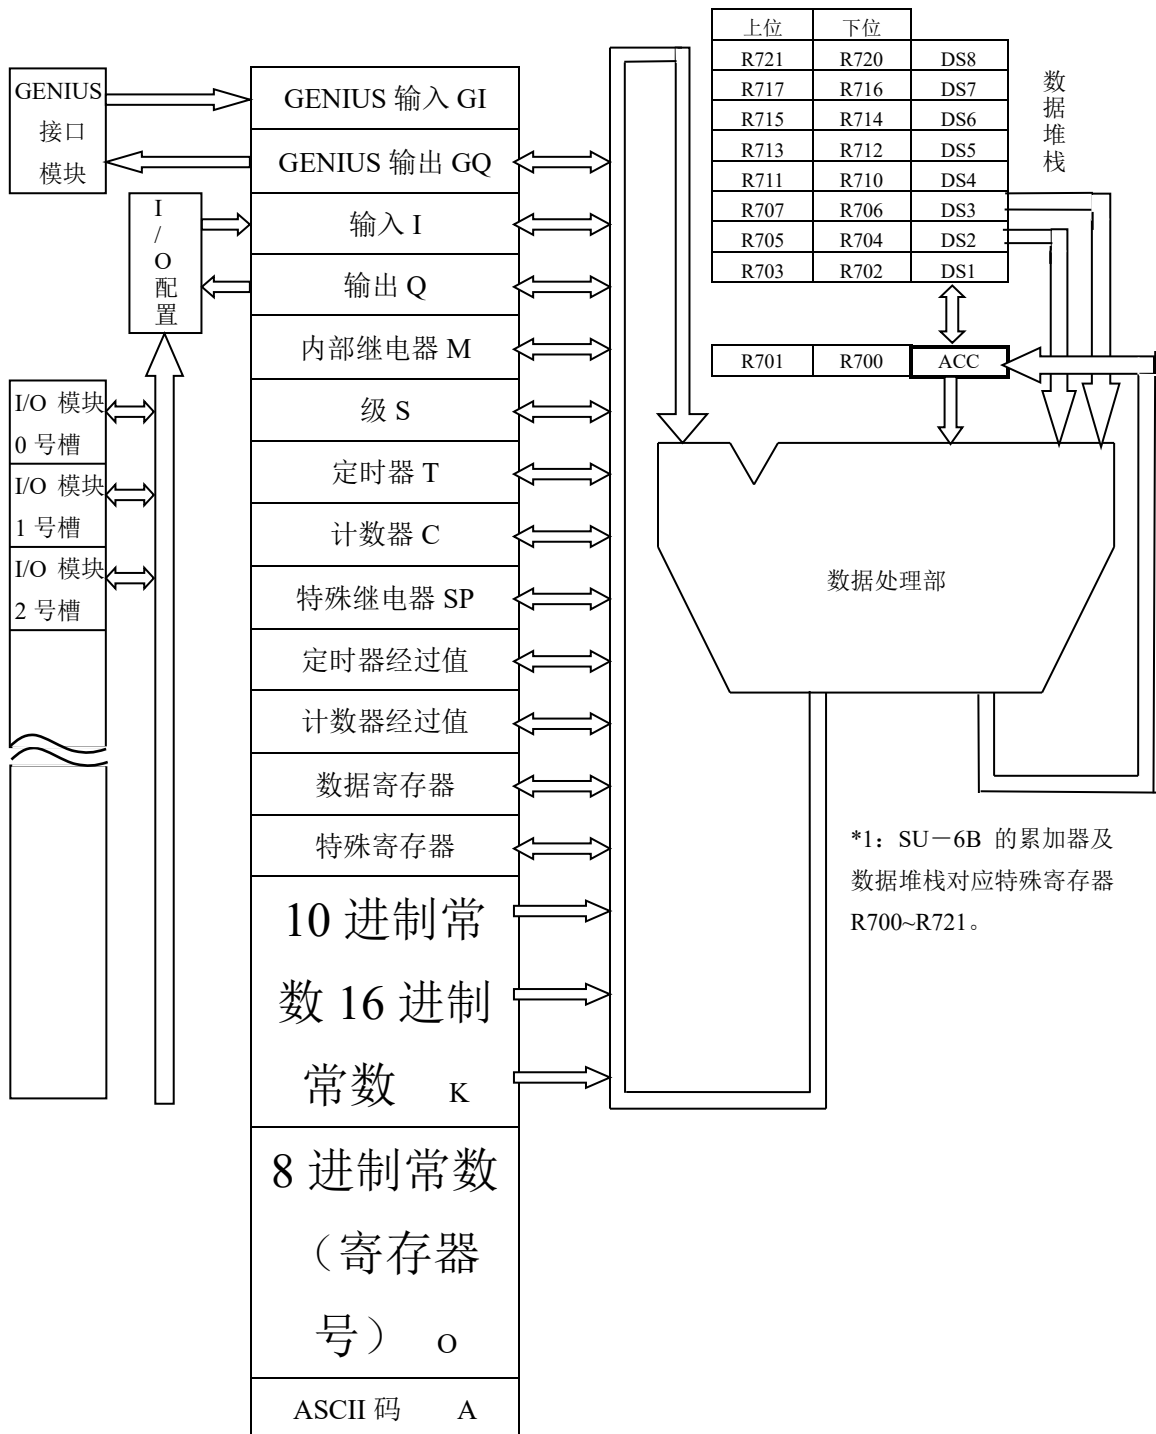 GENIUS
接口
模块
I
/
O
配
置
I/O 模块
0 号槽
I/O 模块
1 号槽
I/O 模块
2 号槽
GENIUS 输入 GI
GENIUS 输出 GQ
输入 I
输出 Q
内部继电器 M
级 S
定时器 T
计数器 C
特殊继电器 SP
定时器经过值
计数器经过值
数据寄存器
特殊寄存器
10 进制常
数 16 进制
常数 K
8 进制常数
（寄存器
号） O
ASCII 码 A
上位 下位
R721 R720 DS8
R717 R716 DS7
R715 R714 DS6
R713 R712 DS5
R711 R710 DS4
R707 R706 DS3
R705 R704 DS2
R703 R702 DS1
数
据
堆
栈
R701 R700 ACC
数据处理部
*1：SU－6B 的累加器及
数据堆栈对应特殊寄存器
R700~R721。